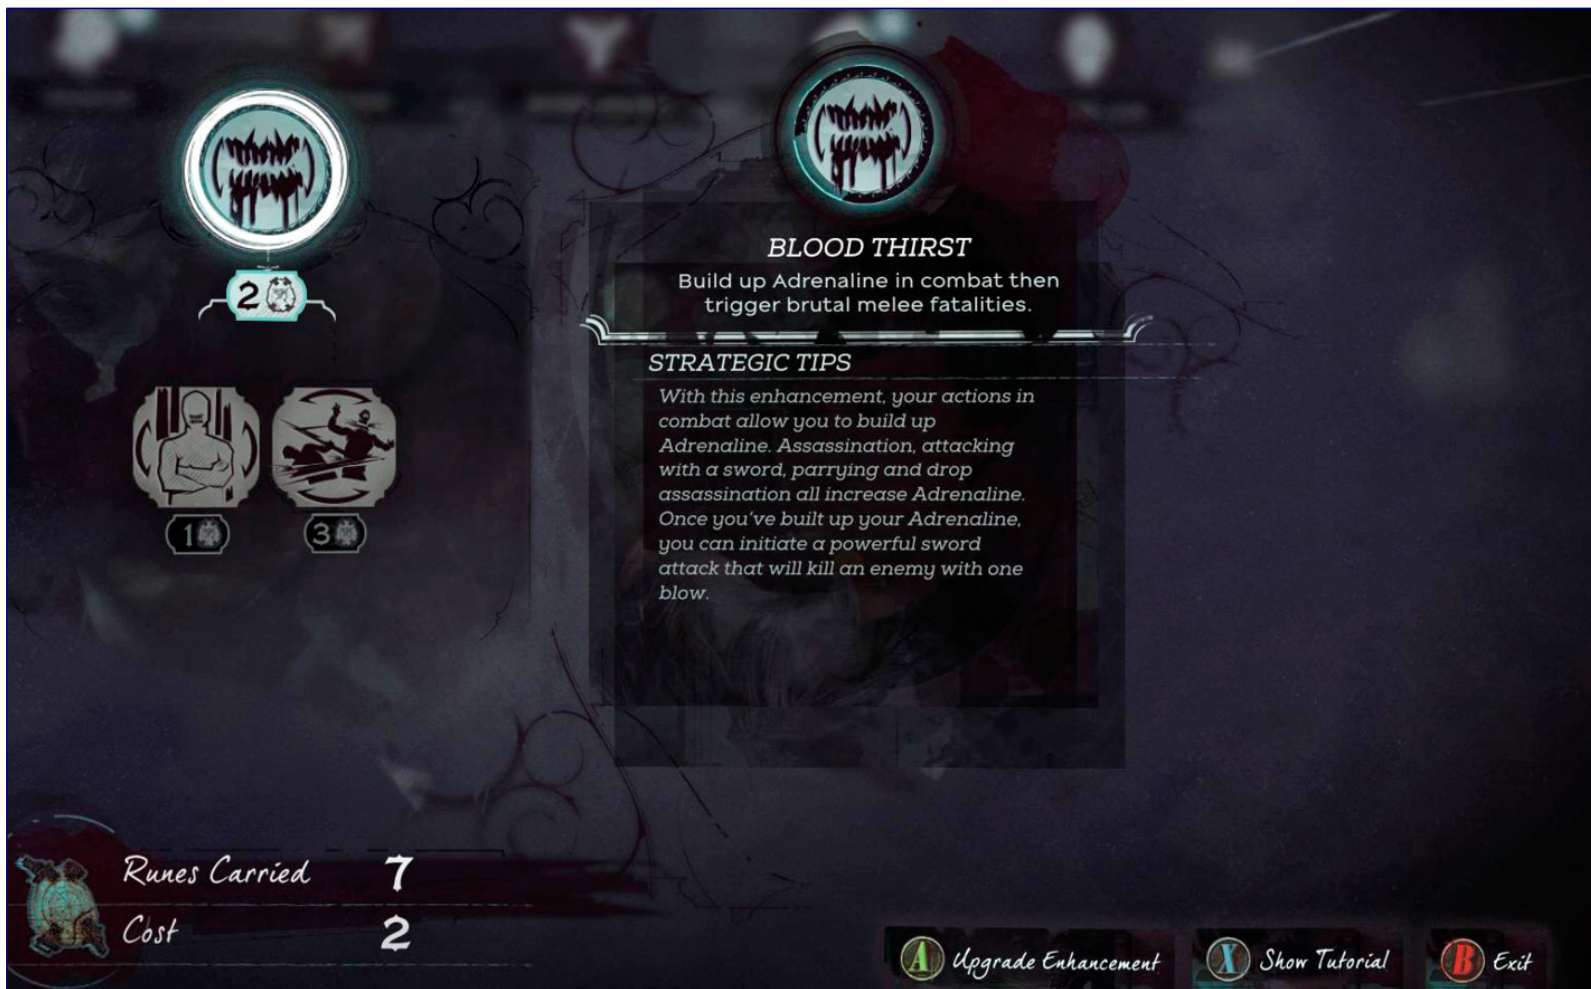 2
1
3
BLOOD THIRST
Build up Adrenaline in combat then
trigger brutal melee fatalities.
STRATEGIC TIPS
With this enhancement, your actions in
combat allow you to build up
Adrenaline. Assassination, attacking
with a sword, parrying and drop
assassination all increase Adrenaline.
Once you've built up your Adrenaline,
you can initiate a powerful sword
attack that will kill an enemy with one
blow.
Runes Carried 7
Cost 2
A Upgrade Enhancement X Show Tutorial B Exit